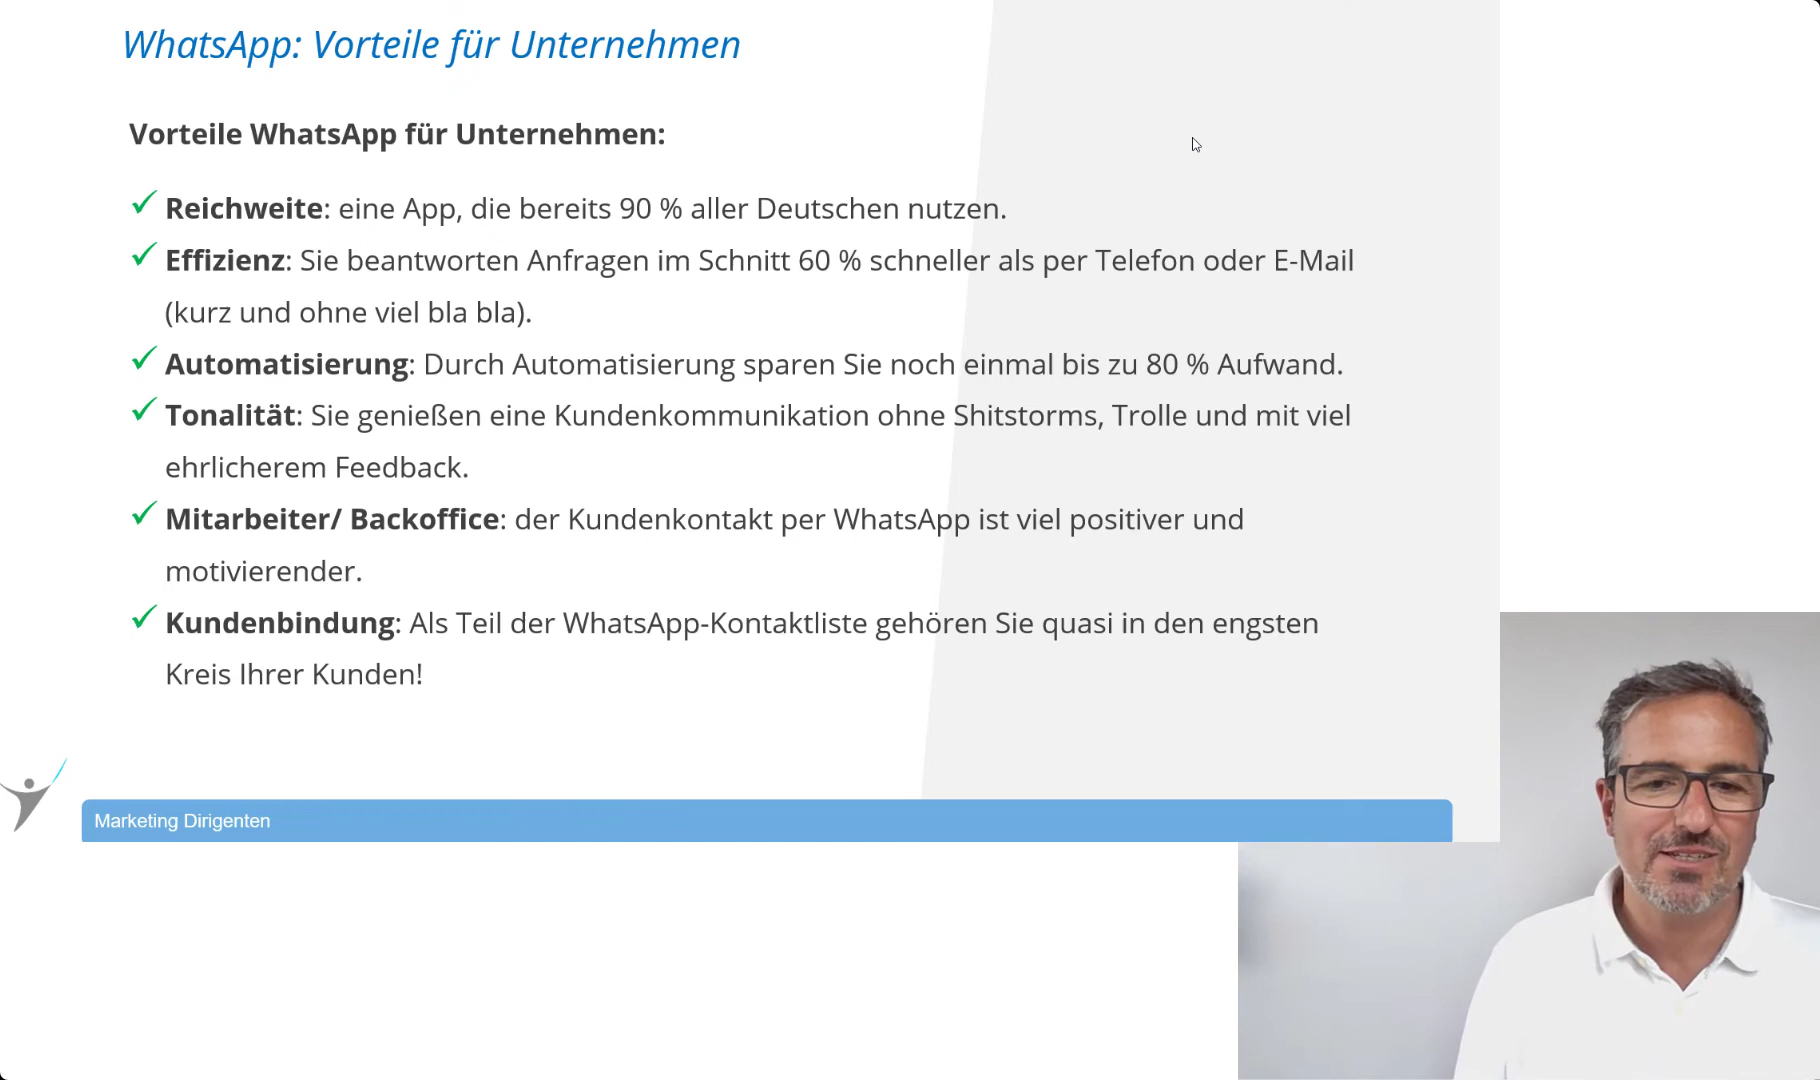 WhatsApp: Vorteile für Unternehmen
Vorteile WhatsApp für Unternehmen:
✓ Reichweite: eine App, die bereits 90 % aller Deutschen nutzen.
✓ Effizienz: Sie beantworten Anfragen im Schnitt 60 % schneller als per Telefon oder E-Mail
(kurz und ohne viel bla bla).
✓ Automatisierung: Durch Automatisierung sparen Sie noch einmal bis zu 80 % Aufwand.
✓ Tonalität: Sie genießen eine Kundenkommunikation ohne Shitstorms, Trolle und mit viel
ehrlicherem Feedback.
✓ Mitarbeiter/ Backoffice: der Kundenkontakt per WhatsApp ist viel positiver und
motivierender.
✓ Kundenbindung: Als Teil der WhatsApp-Kontaktliste gehören Sie quasi in den engsten
Kreis Ihrer Kunden!
Marketing Dirigenten